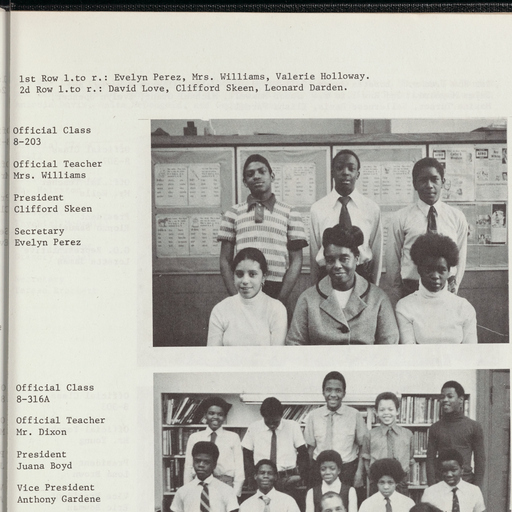 1st Row l.to r.: Evelyn Perez, Mrs. Williams, Valerie Holloway.
2d Row l.to r.: David Love, Clifford Skeen, Leonard Darden.
Official Class
8-203
Official Teacher
Mrs. Williams
President
Clifford Skeen
Secretary
Evelyn Perez
Official Class
8-316A
Official Teacher
Mr. Dixon
President
Juana Boyd
Vice President
Anthony Gardene